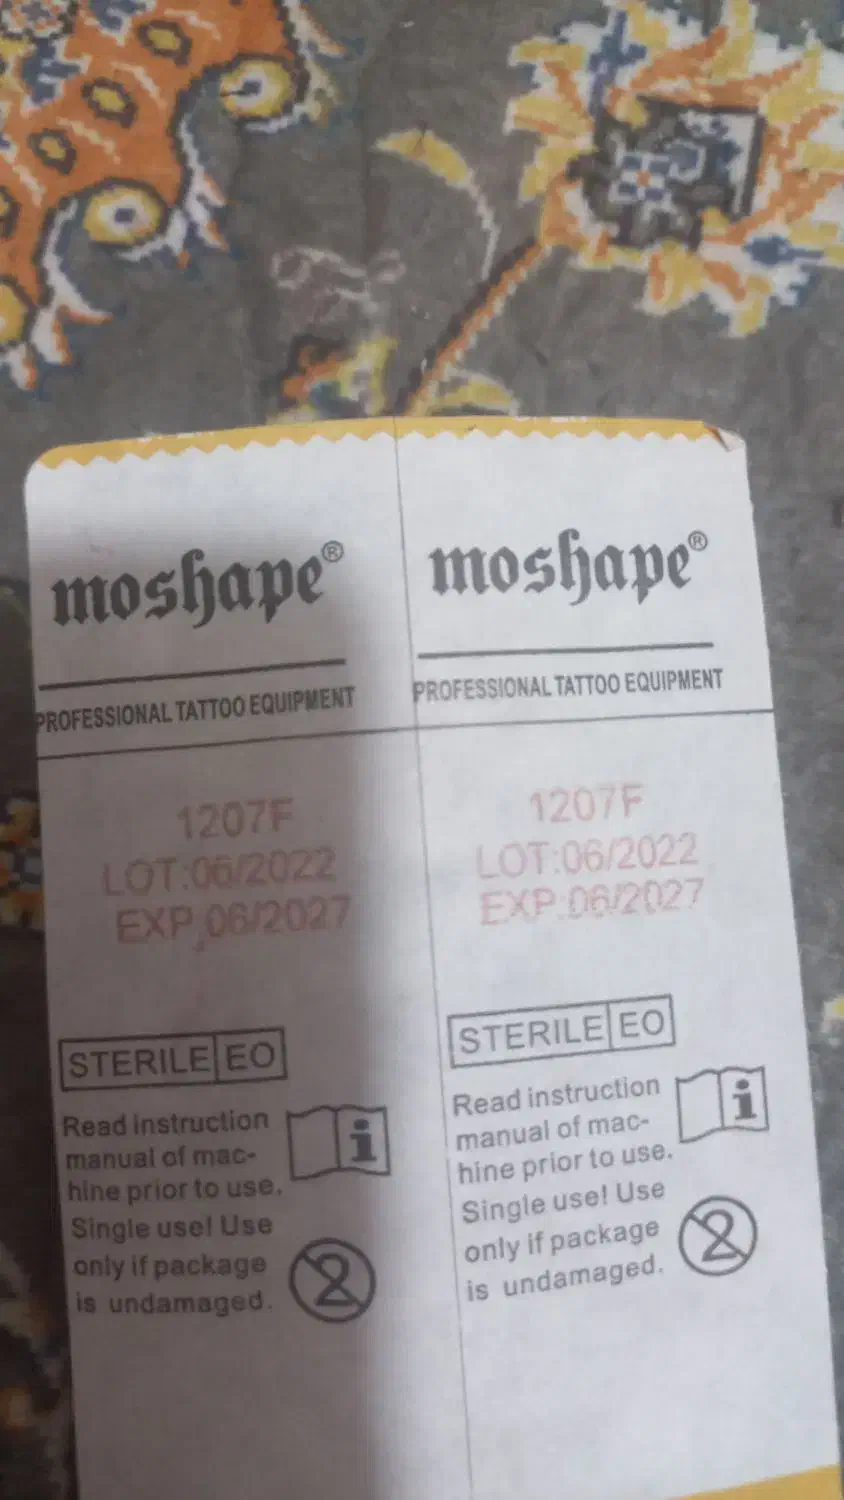 moshape®
PROFESSIONAL TATTOO EQUIPMENT
1207F
LOT:06/2022
EXP:06/2027
STERILE EO
Read instruction
manual of mac-
hine prior to use.
Single use! Use
only if package
is undamaged.
2
moshape®
PROFESSIONAL TATTOO EQUIPMENT
1207F
LOT:06/2022
EXP:06/2027
STERILE EO
Read instruction
manual of mac-
hine prior to use.
Single use! Use
only if package
is undamaged.
2